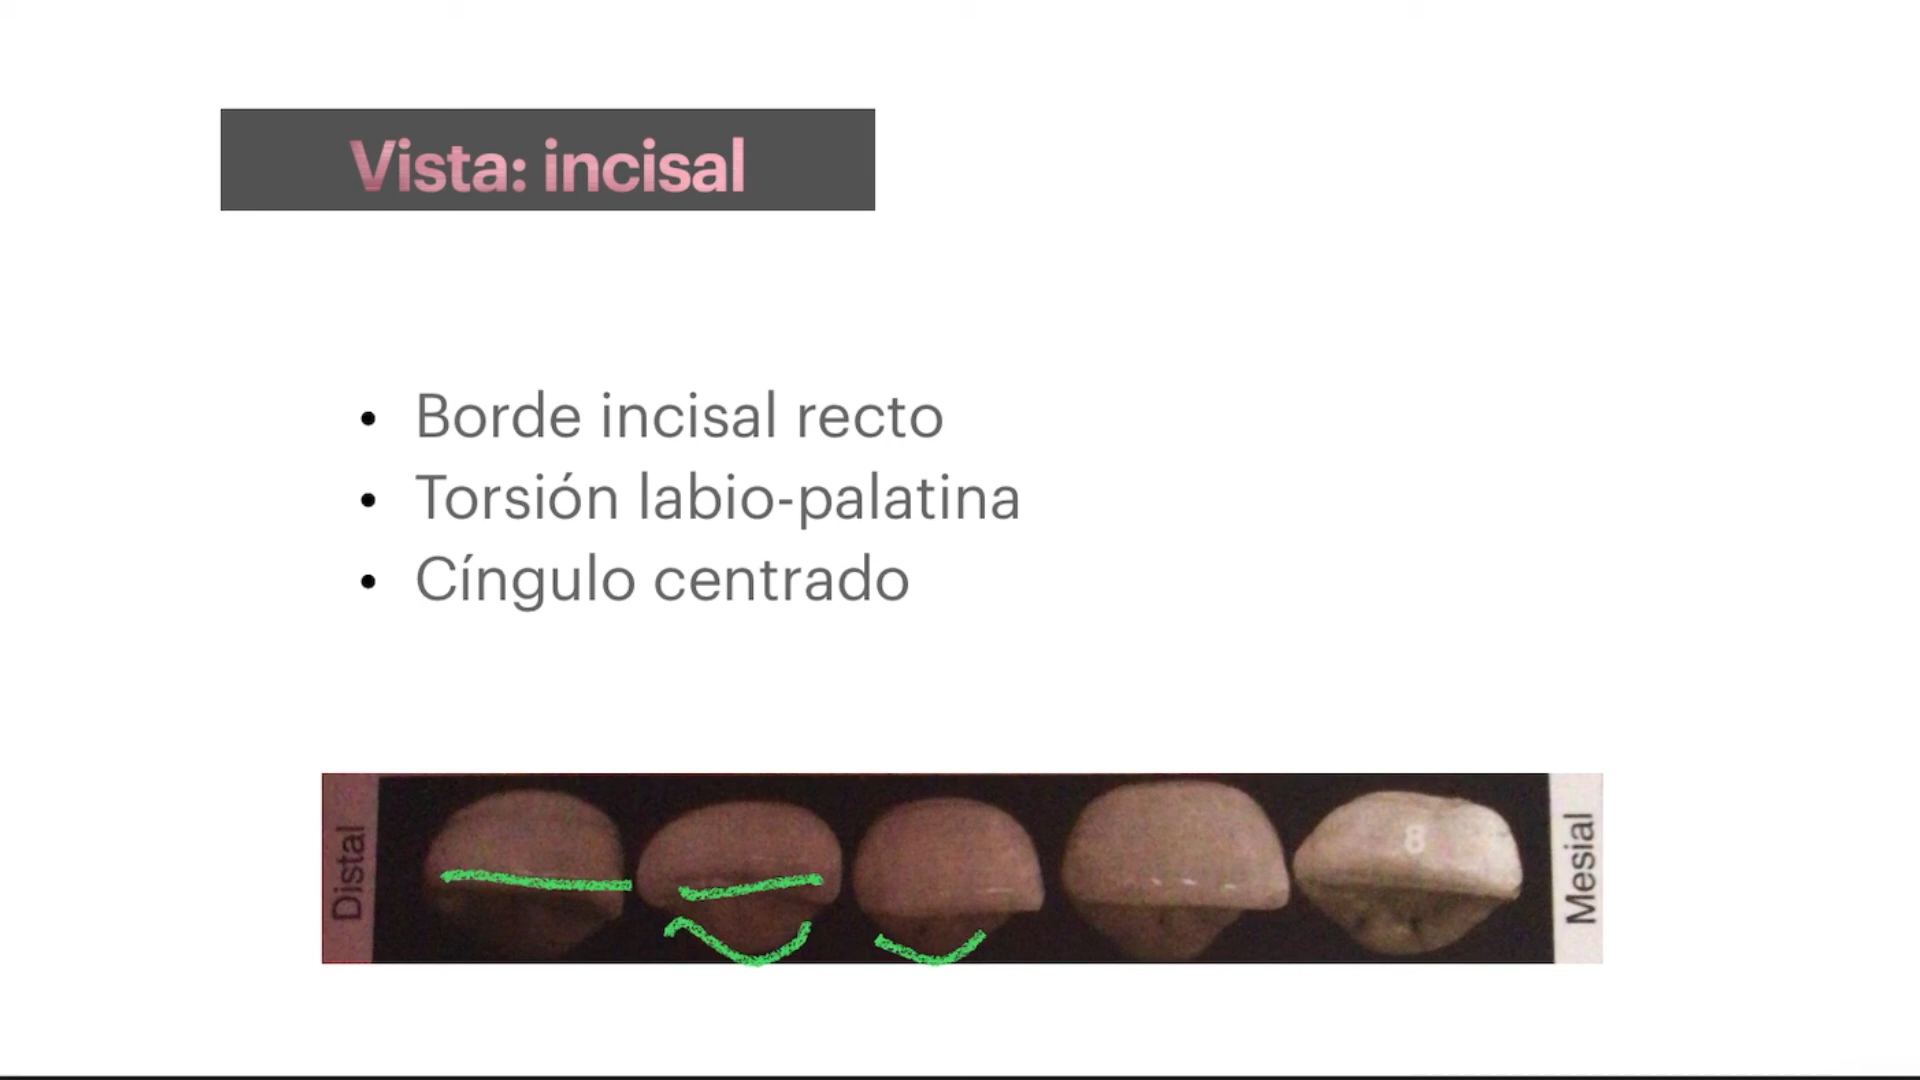 Vista: incisal
Borde incisal recto
Torsión labio-palatina
Cíngulo centrado
Distal
8
Mesial